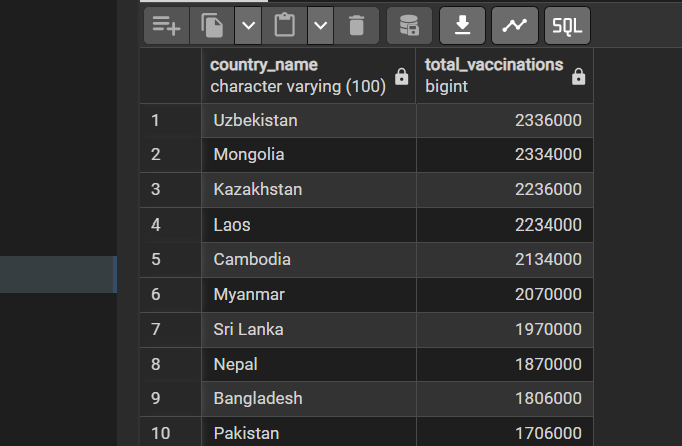 SQL
country_name total_vaccinations
character varying (100) bigint
1 Uzbekistan 2336000
2 Mongolia 2334000
3 Kazakhstan 2236000
4 Laos 2234000
5 Cambodia 2134000
6 Myanmar 2070000
7 Sri Lanka 1970000
8 Nepal 1870000
9 Bangladesh 1806000
10 Pakistan 1706000